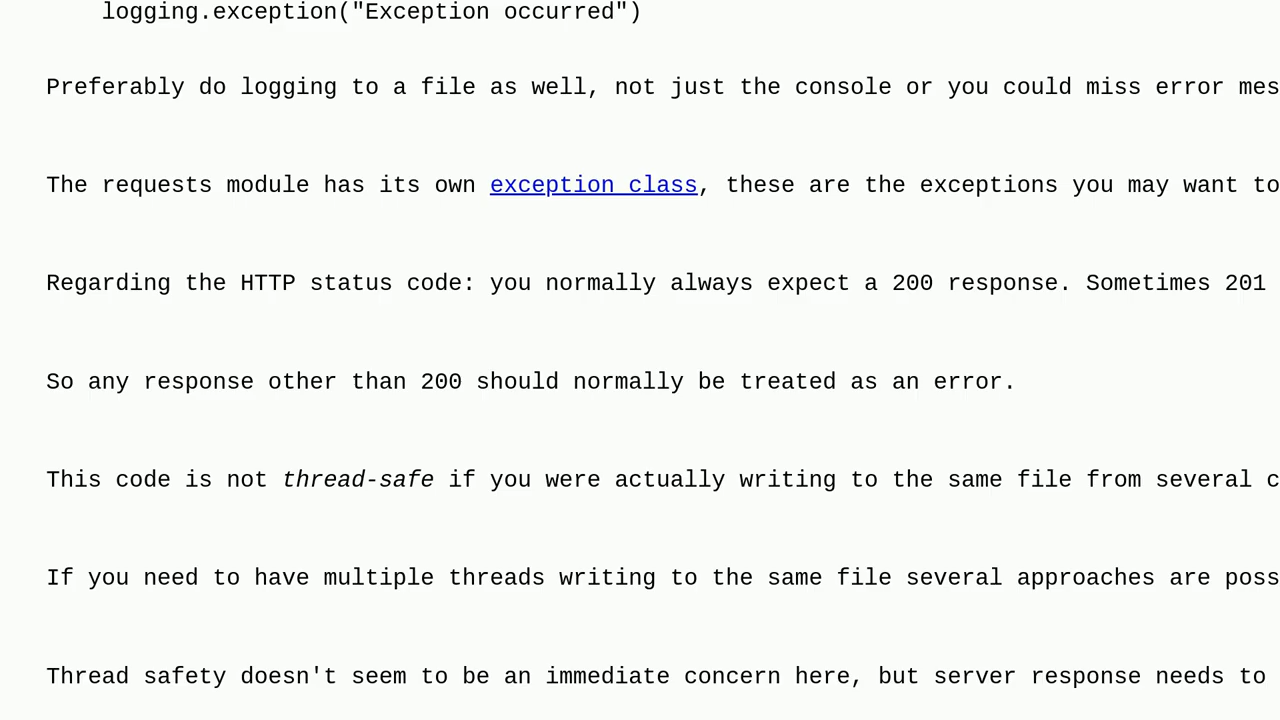 logging.exception("Exception occurred")
Preferably do logging to a file as well, not just the console or you could miss error mes
The requests module has its own exception class, these are the exceptions you may want to
Regarding the HTTP status code: you normally always expect a 200 response. Sometimes 201
So any response other than 200 should normally be treated as an error.
This code is not thread-safe if you were actually writing to the same file from several c
If you need to have multiple threads writing to the same file several approaches are poss
Thread safety doesn't seem to be an immediate concern here, but server response needs to